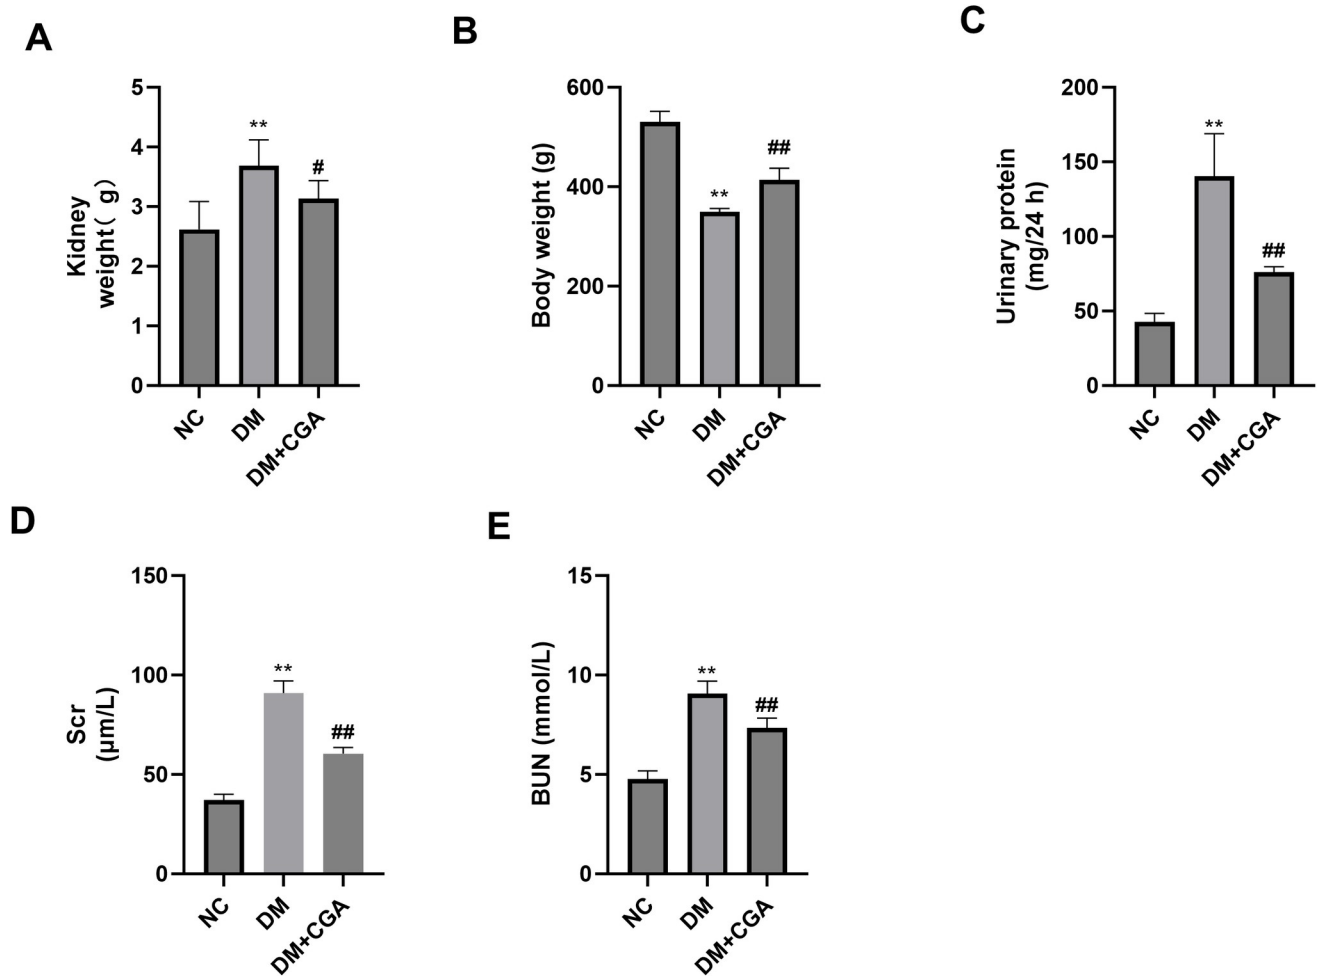 A
Kidney
weight( g)
5
4
3
2
1
0
**
#
NC
DM
DM+CGA
B
Body weight (g)
600
400
200
0
**
##
NC
DM
DM+CGA
C
Urinary protein
(mg/24 h)
200
150
100
50
0
**
##
NC
DM
DM+CGA
D
Scr
(μm/L)
150
100
50
0
**
##
NC
DM
DM+CGA
E
BUN (mmol/L)
15
10
5
0
**
##
NC
DM
DM+CGA